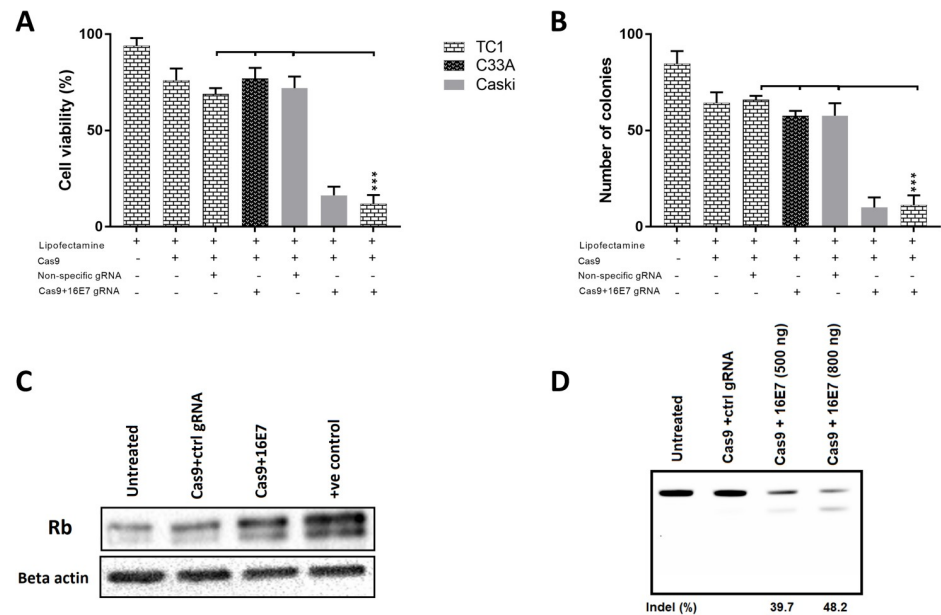 A
Cell viability (%)
100
50
0
***
Lipofectamine + + + + + + +
Cas9 - + + + + + +
Non-specific gRNA - - + - + - -
Cas9+16E7 gRNA - - - + - + +
TC1
C33A
Caski
B
Number of colonies
100
50
0
***
Lipofectamine + + + + + + +
Cas9 - + + + + + +
Non-specific gRNA - - + - + - -
Cas9+16E7 gRNA - - - + - + +
C
Untreated
Cas9+ctrl gRNA
Cas9+16E7
+ve control
Rb
Beta actin
D
Untreated
Cas9 +ctrl gRNA
Cas9 + 16E7 (500 ng)
Cas9 + 16E7 (800 ng)
Indel (%) 39.7 48.2